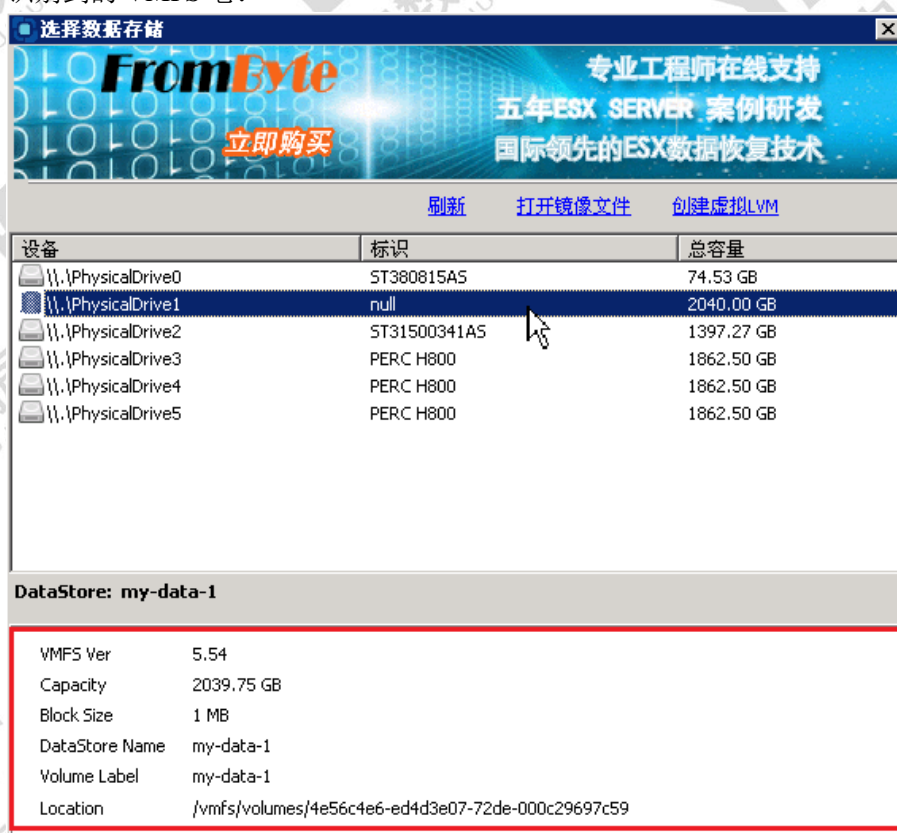 识别到的 VMFS 卷:
选择数据存储
FromByte
专业工程师在线支持
五年ESX SERVER 案例研发
立即购买
国际领先的ESX数据恢复技术
刷新 打开镜像文件 创建虚拟LVM
设备 标识 总容量
\\.\PhysicalDrive0 ST380815AS 74.53 GB
\\.\PhysicalDrive1 null 2040.00 GB
\\.\PhysicalDrive2 ST31500341AS 1397.27 GB
\\.\PhysicalDrive3 PERC H800 1862.50 GB
\\.\PhysicalDrive4 PERC H800 1862.50 GB
\\.\PhysicalDrive5 PERC H800 1862.50 GB
DataStore: my-data-1
VMFS Ver 5.54
Capacity 2039.75 GB
Block Size 1 MB
DataStore Name my-data-1
Volume Label my-data-1
Location /vmfs/volumes/4e56c4e6-ed4d3e07-72de-000c29697c59